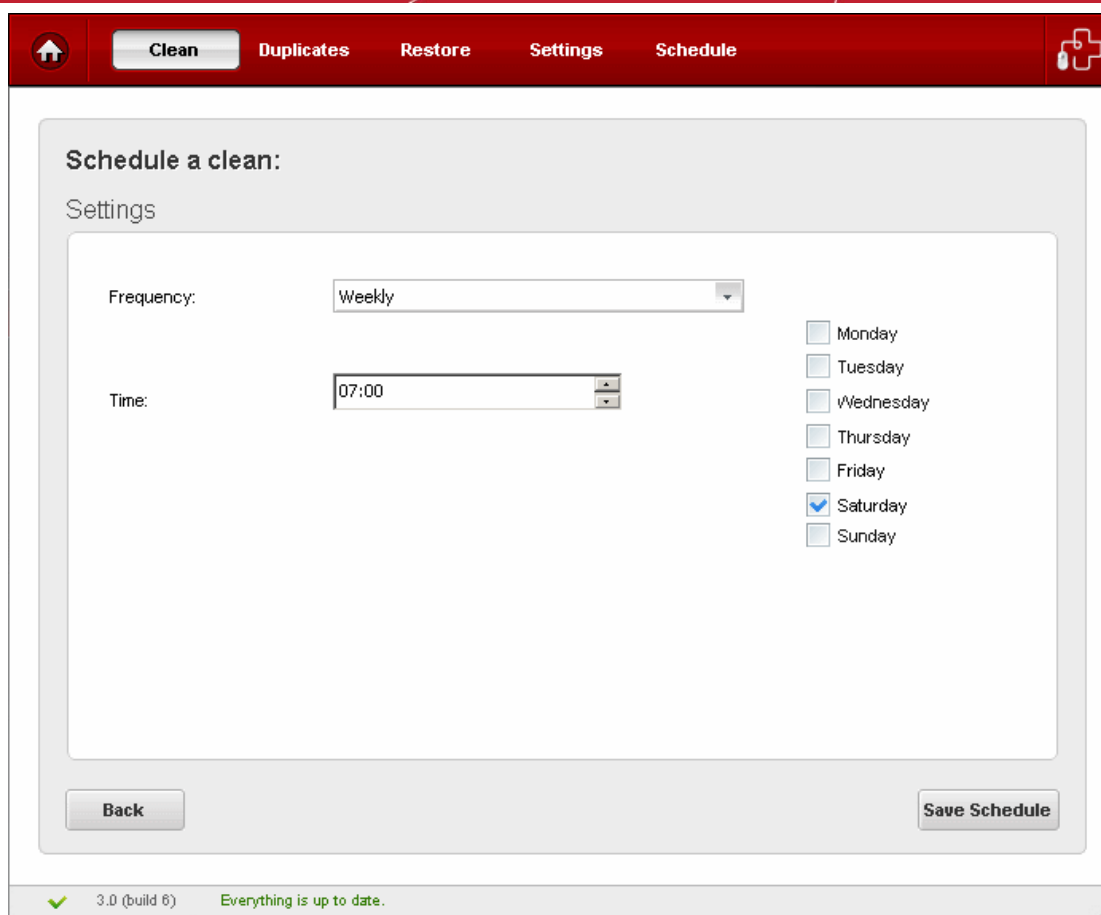 Clean Duplicates Restore Settings Schedule
Schedule a clean:
Settings
Frequency: Weekly
Monday
Tuesday
Time: 07:00
Wednesday
Thursday
Friday
Saturday
Sunday
Back Save Schedule
3.0 (build 6) Everything is up to date.